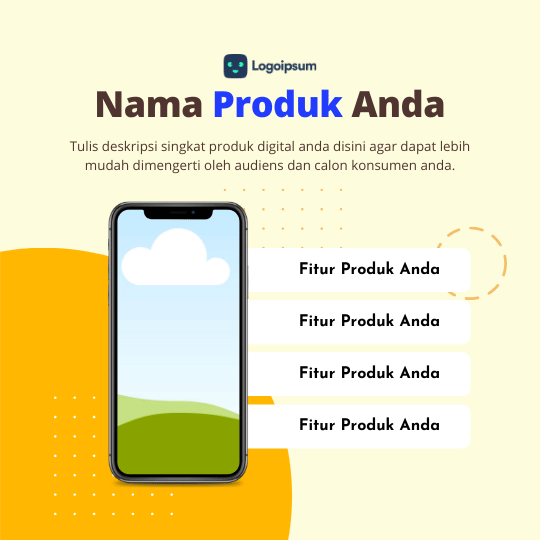 Logoipsum
Nama Produk Anda
Tulis deskripsi singkat produk digital anda disini agar dapat lebih
mudah dimengerti oleh audiens dan calon konsumen anda.
Fitur Produk Anda
Fitur Produk Anda
Fitur Produk Anda
Fitur Produk Anda